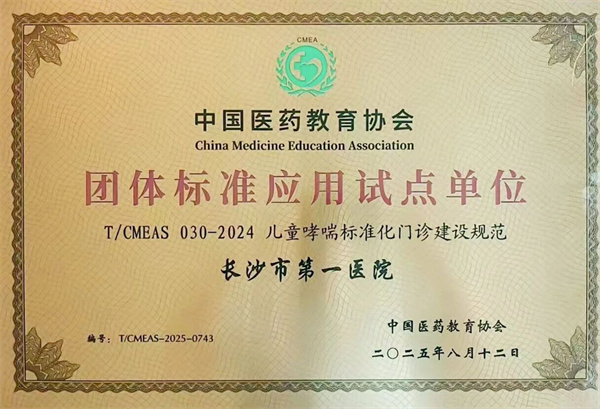 CMEA
中国医药教育协会
China Medicine Education Association
团体标准应用试点单位
T/CMEAS 030-2024 儿童哮喘标准化门诊建设规范
长沙市第一医院
中国医药教育协会
编号：T/CMEAS-2025-0743
二〇二五年八月十二日